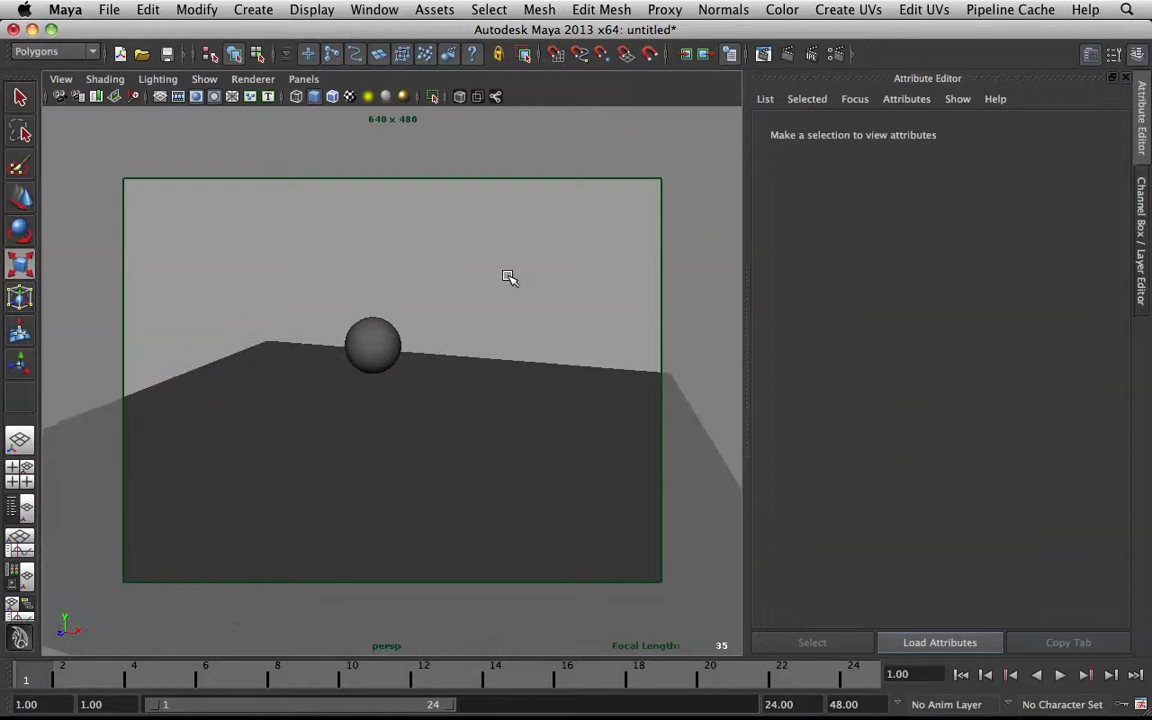 Maya File Edit Modify Create Display Window Assets Select Mesh Edit Mesh Proxy Normals Color Create UVs Edit UVs Pipeline Cache Help
Autodesk Maya 2013 x64: untitled*
Polygons
View Shading Lighting Show Renderer Panels
Attribute Editor
List Selected Focus Attributes Show Help
640 x 480
Make a selection to view attributes
Attribute Editor
Channel Box / Layer Editor
persp
Focal Length: 35
Select Load Attributes Copy Tab
1 2 4 6 8 10 12 14 16 18 20 22 24 1.00
1.00 1.00 1 24 24.00 48.00 No Anim Layer No Character Set
y
z x
T
?